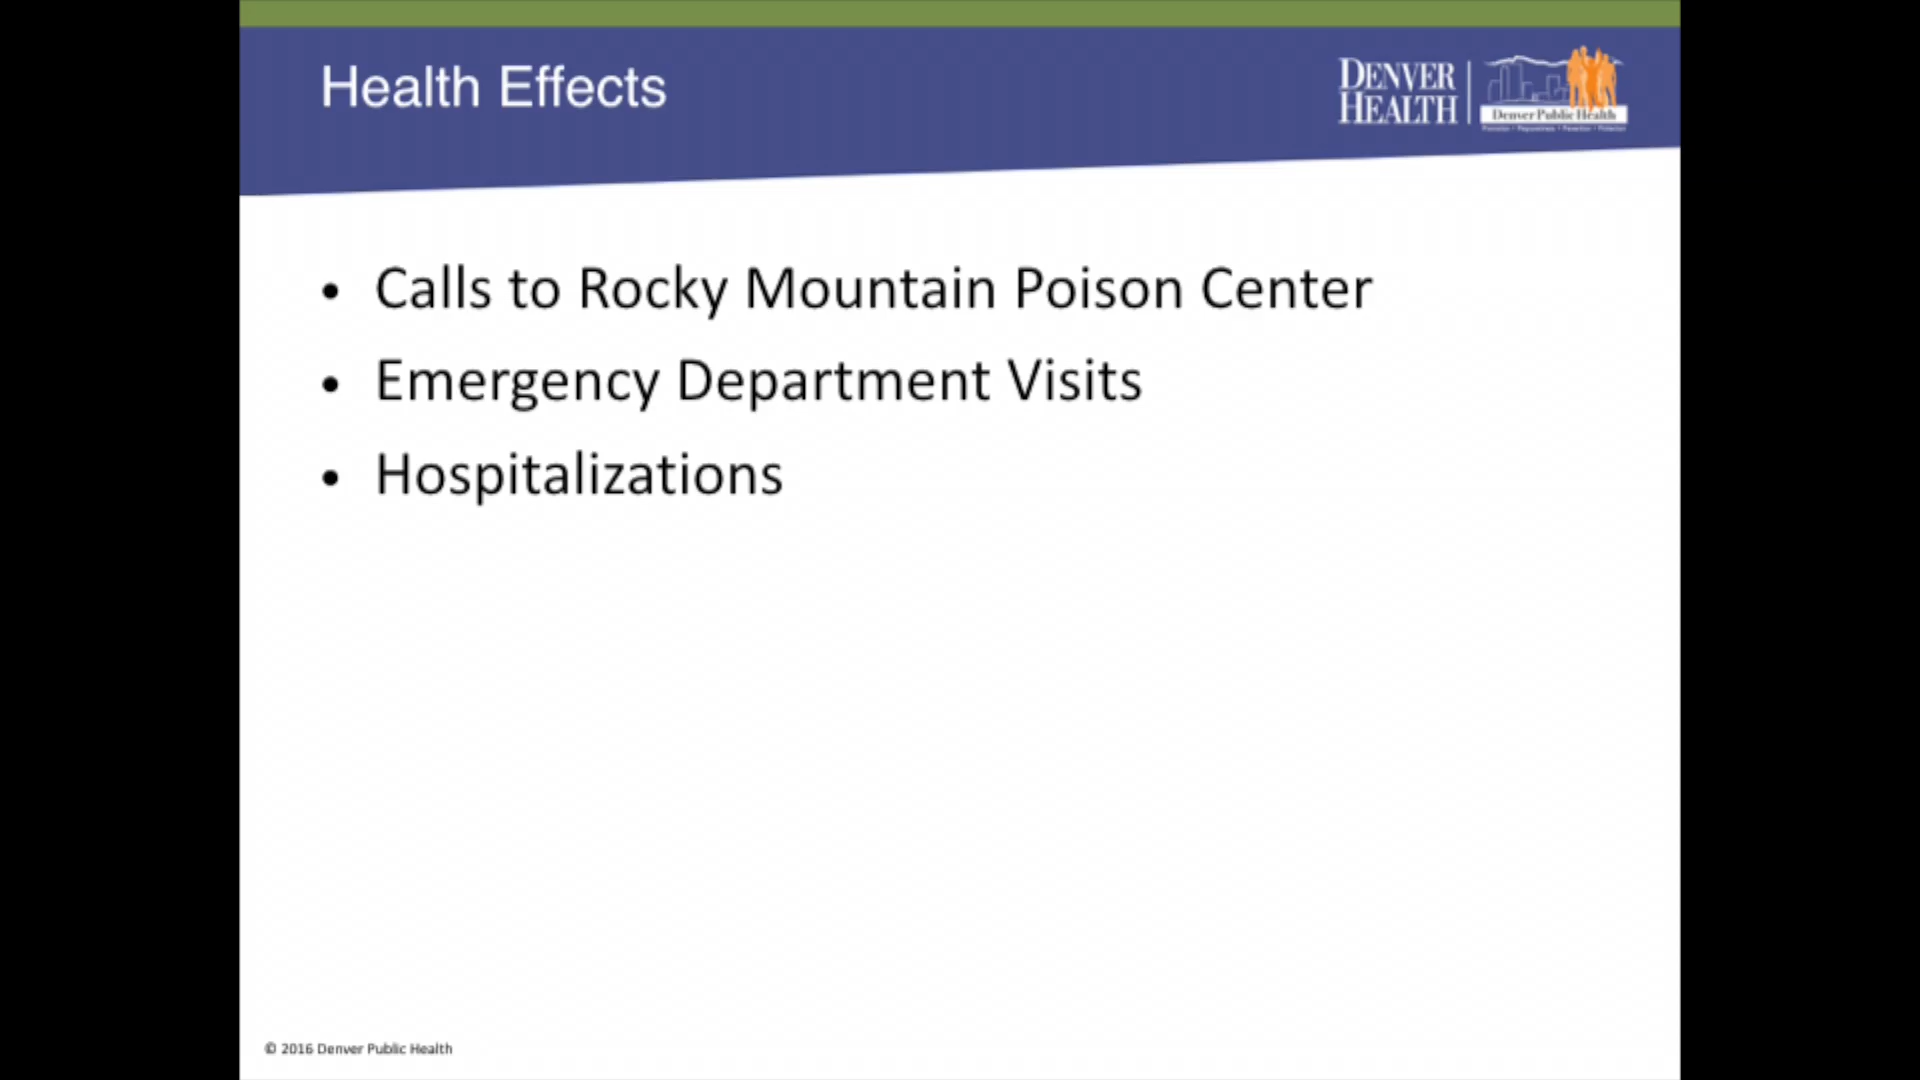 Health Effects
DENVER
HEALTH
Denver Public Health
• Calls to Rocky Mountain Poison Center
• Emergency Department Visits
• Hospitalizations
© 2016 Denver Public Health